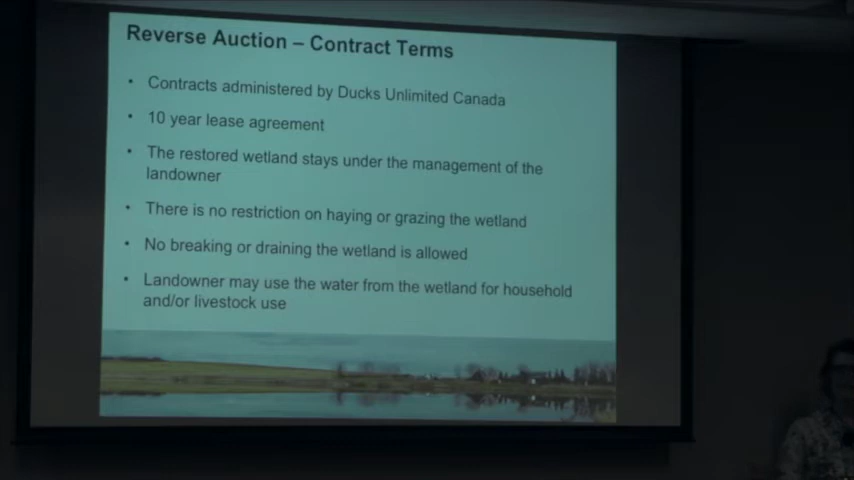 Reverse Auction – Contract Terms
• Contracts administered by Ducks Unlimited Canada
• 10 year lease agreement
• The restored wetland stays under the management of the
landowner
• There is no restriction on haying or grazing the wetland
• No breaking or draining the wetland is allowed
• Landowner may use the water from the wetland for household
and/or livestock use